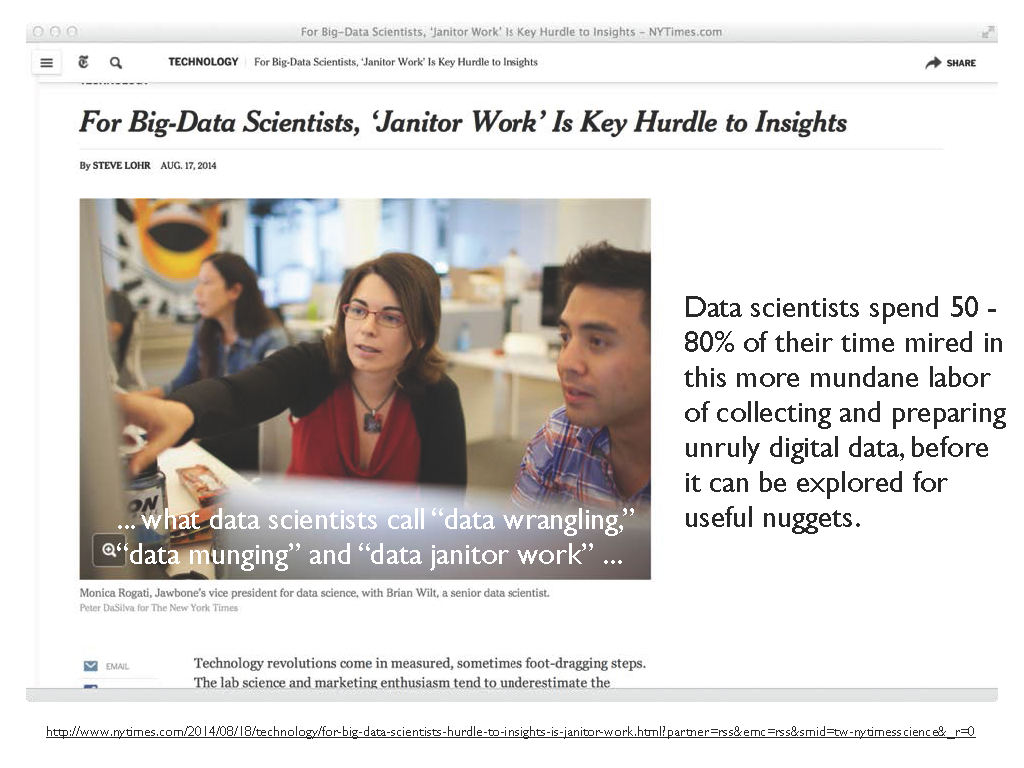 For Big-Data Scientists, 'Janitor Work' Is Key Hurdle to Insights – NYTimes.com
TECHNOLOGY
For Big-Data Scientists, 'Janitor Work' Is Key Hurdle to Insights
SHARE
TECHNOLOGY
For Big-Data Scientists, 'Janitor Work' Is Key Hurdle to Insights
By STEVE LOHR AUG. 17, 2014
Data scientists spend 50 -
80% of their time mired in
this more mundane labor
of collecting and preparing
unruly digital data, before
it can be explored for
useful nuggets.
ON
... what data scientists call “data wrangling,”
“data munging” and “data janitor work” ...
Monica Rogati, Jawbone's vice president for data science, with Brian Wilt, a senior data scientist.
Peter DaSilva for The New York Times
EMAIL
Technology revolutions come in measured, sometimes foot-dragging steps.
The lab science and marketing enthusiasm tend to underestimate the
http://www.nytimes.com/2014/08/18/technology/for-big-data-scientists-hurdle-to-insights-is-janitor-work.html?partner=rss&emc=rss&smid=tw-nytimesscience&_r=0